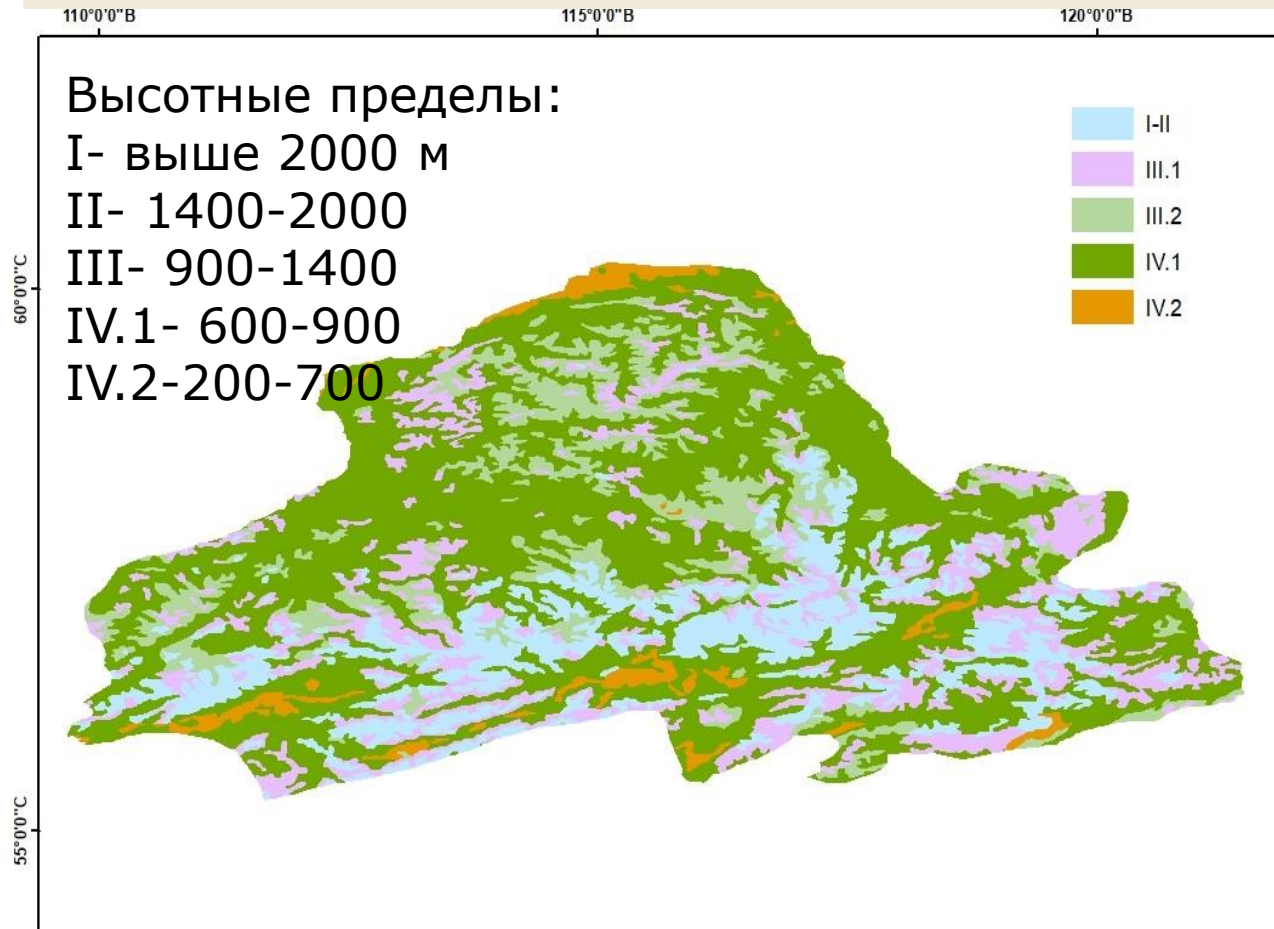 110°0'0"В
115°0'0"В
120°0'0"В
Высотные пределы:
I- выше 2000 м
II- 1400-2000
III- 900-1400
IV.1- 600-900
IV.2-200-700
I-II
III.1
III.2
IV.1
IV.2
60°0'0"С
55°0'0"С